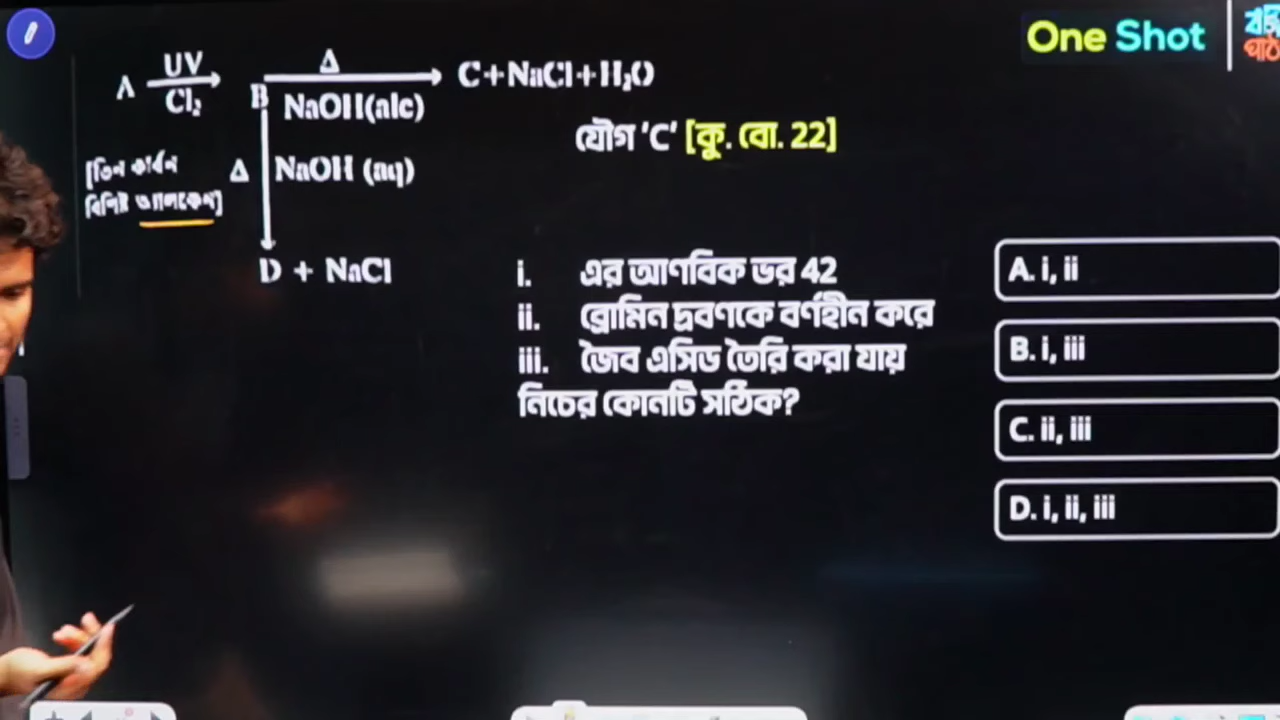 One Shot
A UV Cl₂ B Δ NaOH(alc) C+NaCl+H₂O
যৌগ 'C' [কু. বো. 22]
[তিন কার্বন
বিশিষ্ট অ্যালকেন]
Δ NaOH (aq)
D + NaCl
i. এর আণবিক ভর 42
ii. ব্রোমিন দ্রবণকে বর্ণহীন করে
iii. জৈব এসিড তৈরি করা যায়
নিচের কোনটি সঠিক?
A. i, ii
B. i, iii
C. ii, iii
D. i, ii, iii